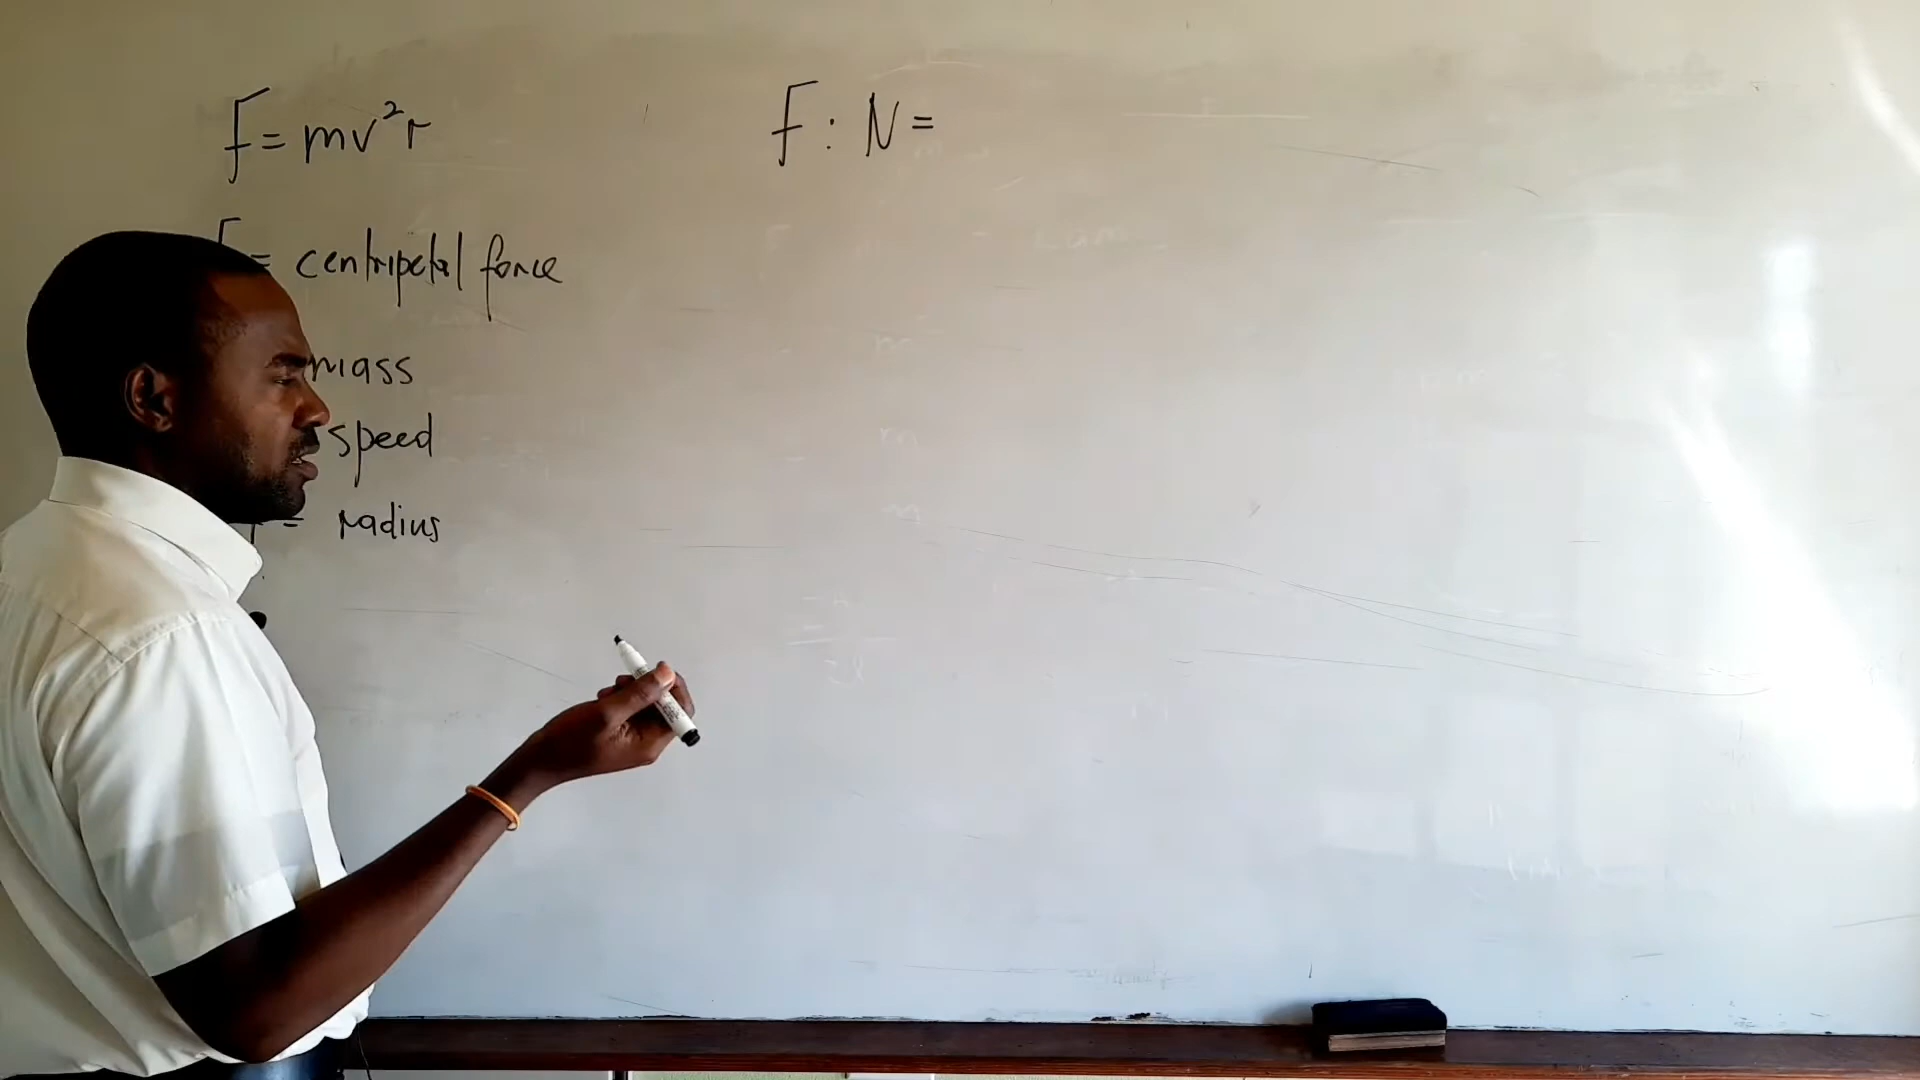 F = mv²r
F : N =
F = centripetal force
mass
speed
r = radius